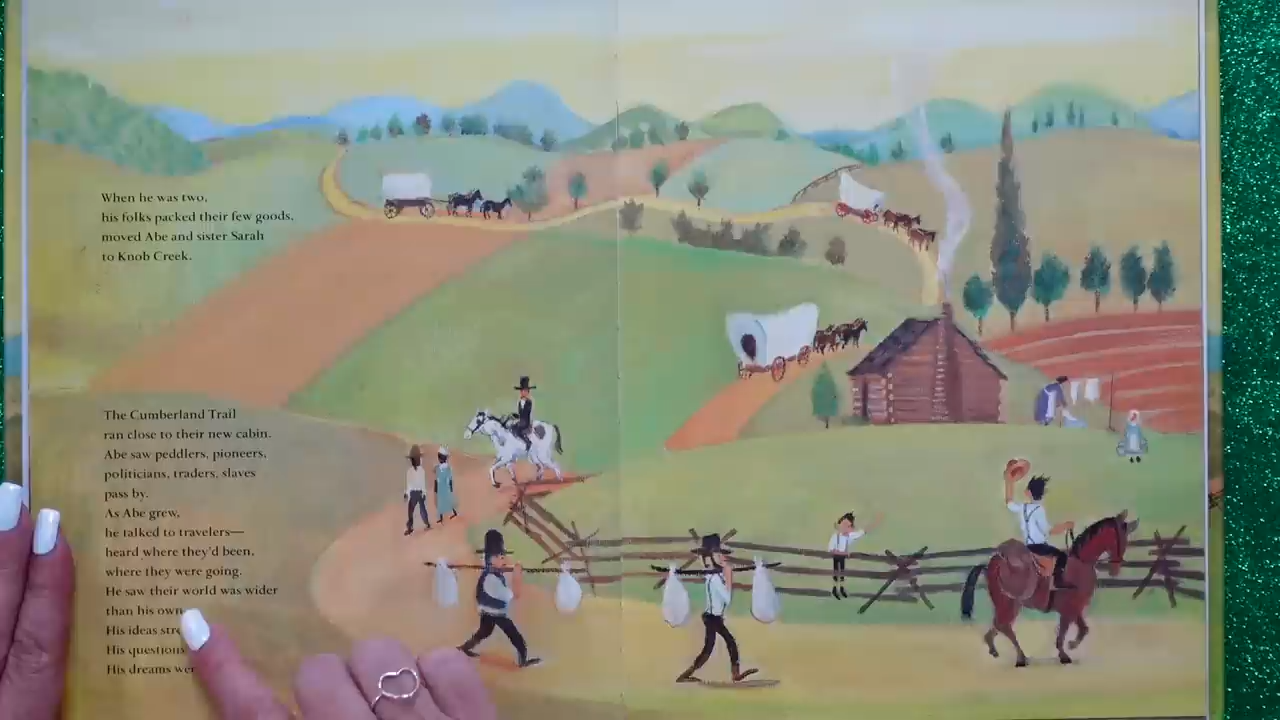 When he was two,
his folks packed their few goods,
moved Abe and sister Sarah
to Knob Creek.
The Cumberland Trail
ran close to their new cabin.
Abe saw peddlers, pioneers,
politicians, traders, slaves
pass by.
As Abe grew,
he talked to travelers—
heard where they'd been,
where they were going.
He saw their world was wider
than his own.
His ideas
His questions
His dreams